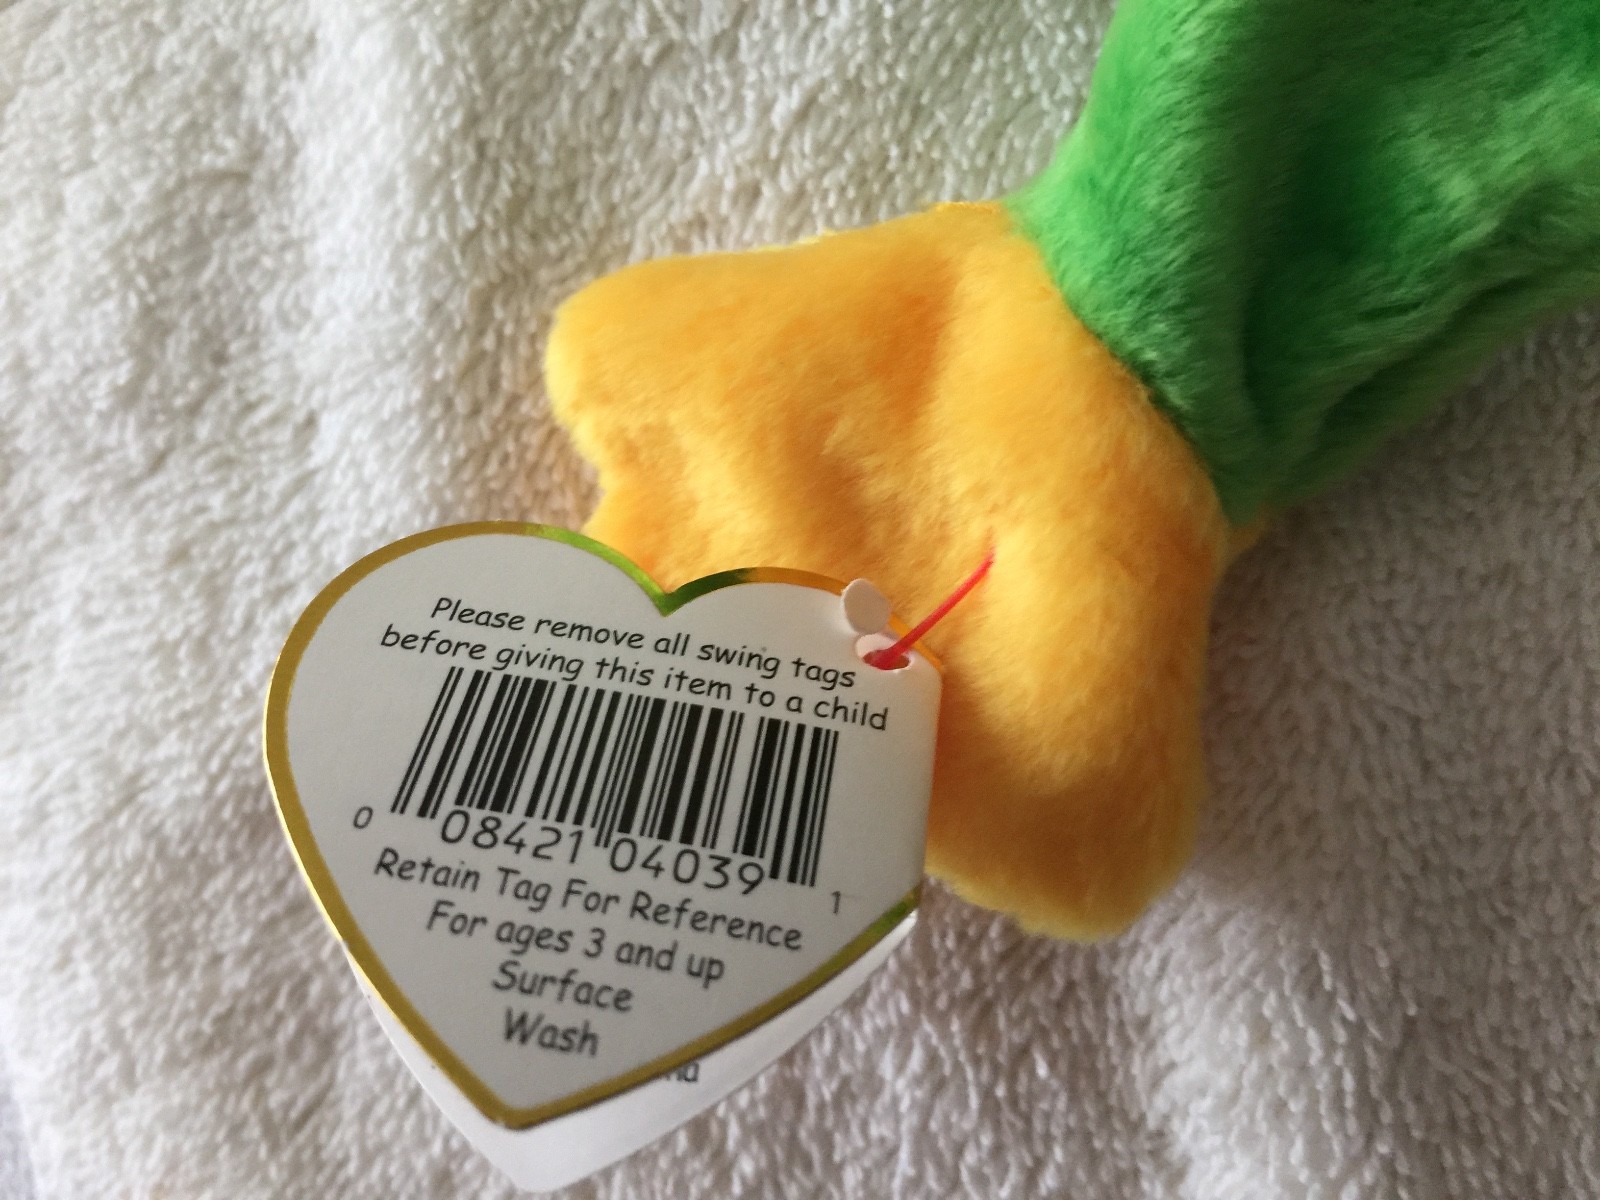 Please remove all swing tags
before giving this item to a child
0 08421 04039 1
Retain Tag For Reference
For ages 3 and up
Surface
Wash